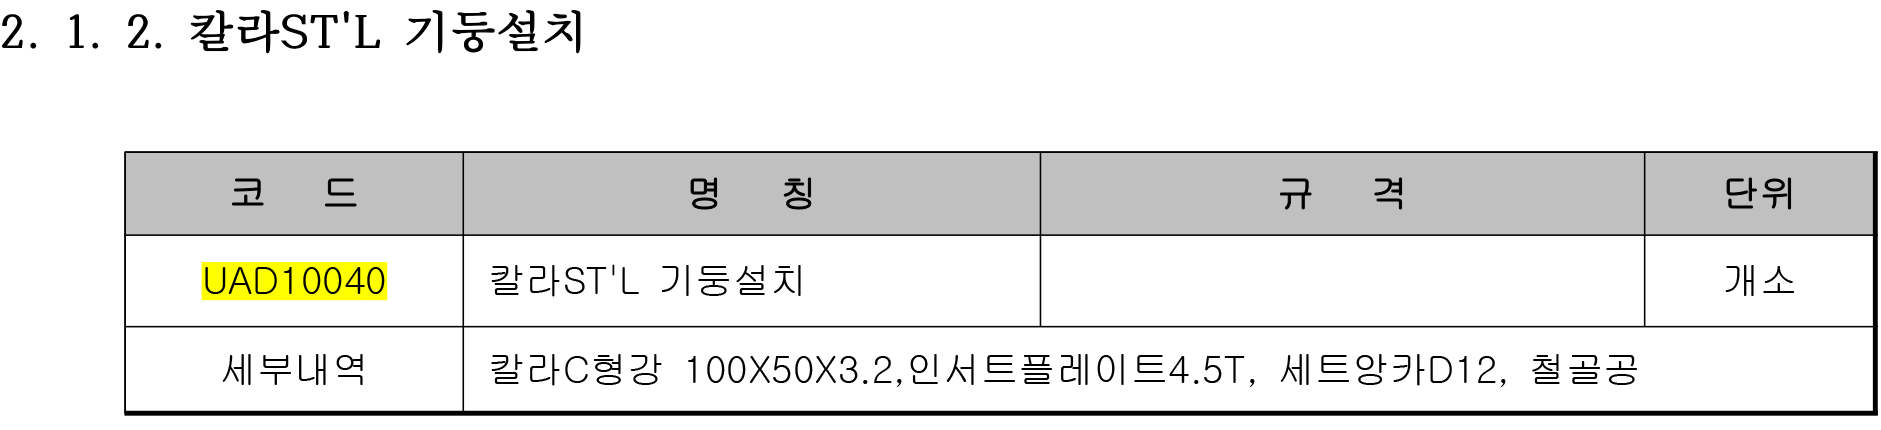 2. 1. 2. 칼라ST'L 기둥설치
코 드 명 칭 규 격 단위
UAD10040 칼라ST'L 기둥설치 개소
세부내역 칼라C형강 100X50X3.2,인서트플레이트4.5T, 세트앙카D12, 철골공